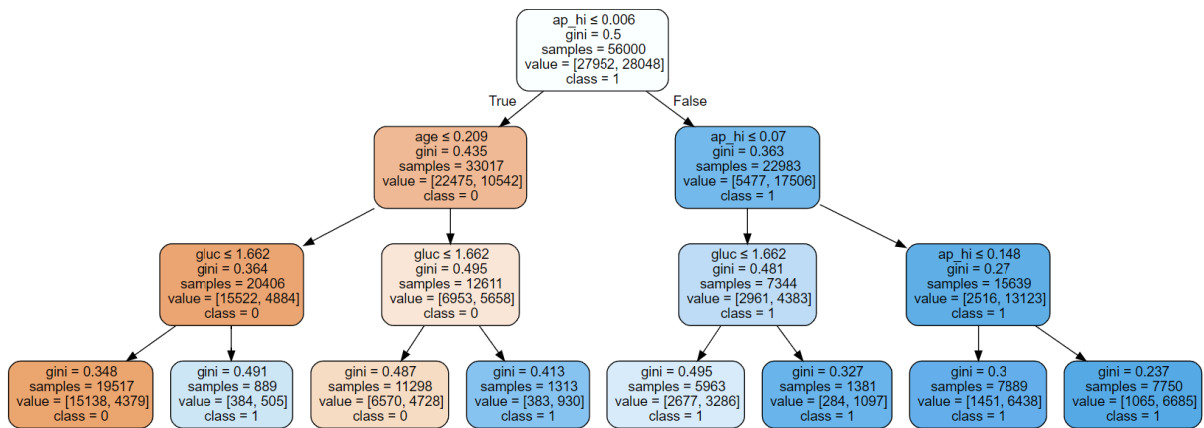 ap_hi ≤ 0.006
gini = 0.5
samples = 56000
value = [27952, 28048]
class = 1
True
False
age ≤ 0.209
gini = 0.435
samples = 33017
value = [22475, 10542]
class = 0
ap_hi ≤ 0.07
gini = 0.363
samples = 22983
value = [5477, 17506]
class = 1
gluc ≤ 1.662
gini = 0.364
samples = 20406
value = [15522, 4884]
class = 0
gluc ≤ 1.662
gini = 0.495
samples = 12611
value = [6953, 5658]
class = 0
gluc ≤ 1.662
gini = 0.481
samples = 7344
value = [2961, 4383]
class = 1
ap_hi ≤ 0.148
gini = 0.27
samples = 15639
value = [2516, 13123]
class = 1
gini = 0.348
samples = 19517
value = [15138, 4379]
class = 0
gini = 0.491
samples = 889
value = [384, 505]
class = 1
gini = 0.487
samples = 11298
value = [6570, 4728]
class = 0
gini = 0.413
samples = 1313
value = [383, 930]
class = 1
gini = 0.495
samples = 5963
value = [2677, 3286]
class = 1
gini = 0.327
samples = 1381
value = [284, 1097]
class = 1
gini = 0.3
samples = 7889
value = [1451, 6438]
class = 1
gini = 0.237
samples = 7750
value = [1065, 6685]
class = 1